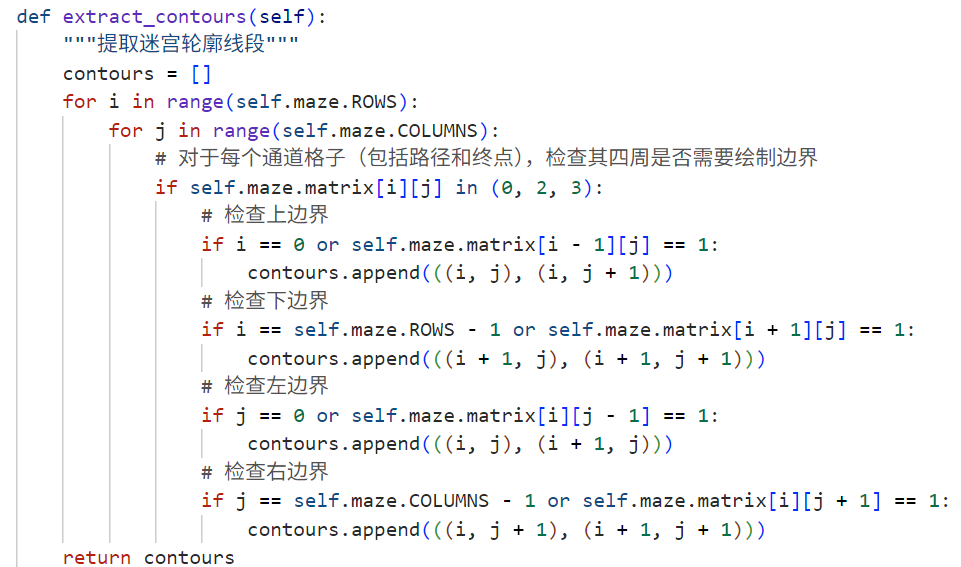 def extract_contours(self):
    """提取迷宫轮廓线段"""
    contours = []
    for i in range(self.maze.ROWS):
        for j in range(self.maze.COLUMNS):
            # 对于每个通道格子（包括路径和终点），检查其四周是否需要绘制边界
            if self.maze.matrix[i][j] in (0, 2, 3):
                # 检查上边界
                if i == 0 or self.maze.matrix[i - 1][j] == 1:
                    contours.append(((i, j), (i, j + 1)))
                # 检查下边界
                if i == self.maze.ROWS - 1 or self.maze.matrix[i + 1][j] == 1:
                    contours.append(((i + 1, j), (i + 1, j + 1)))
                # 检查左边界
                if j == 0 or self.maze.matrix[i][j - 1] == 1:
                    contours.append(((i, j), (i + 1, j)))
                # 检查右边界
                if j == self.maze.COLUMNS - 1 or self.maze.matrix[i][j + 1] == 1:
                    contours.append(((i, j + 1), (i + 1, j + 1)))
    return contours